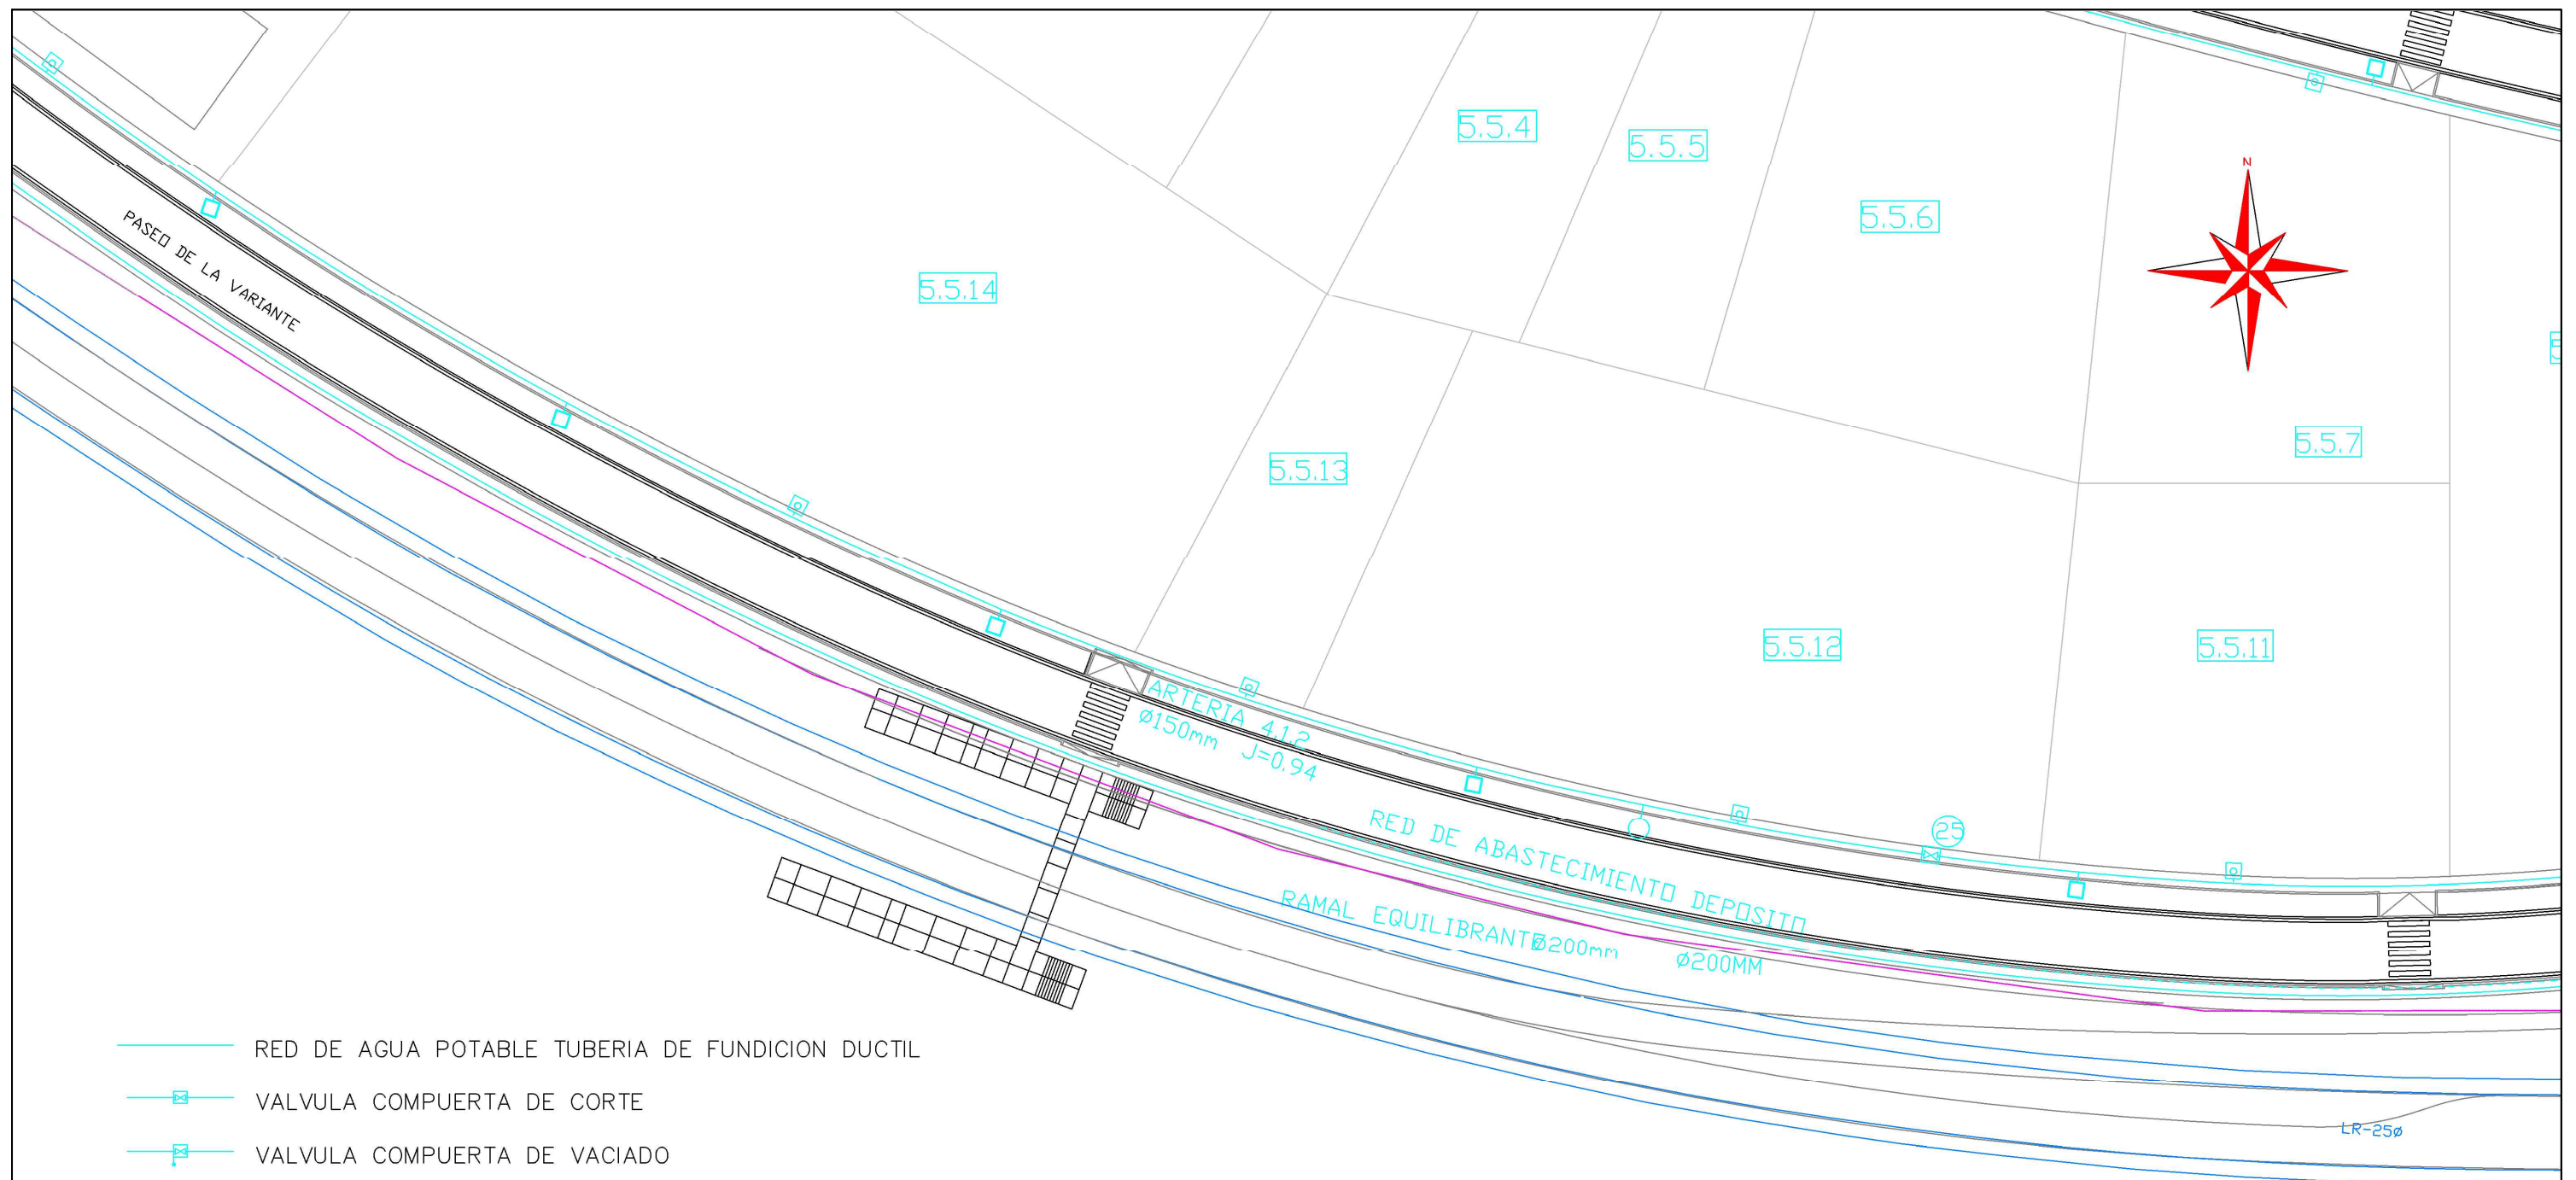 N
5.5.4
5.5.5
5.5.6
PASEO DE LA VARIANTE
5.5.14
5.5.7
5.5.13
5.5.12
5.5.11
ARTERIA 4.1.2
Ø150mm J=0.94
25
RED DE ABASTECIMIENTO DEPOSITO
RAMAL EQUILIBRANTE Ø200mm
Ø200MM
RED DE AGUA POTABLE TUBERIA DE FUNDICION DUCTIL
VALVULA COMPUERTA DE CORTE
LR-25ø
VALVULA COMPUERTA DE VACIADO